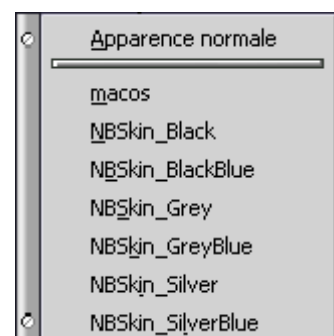 Apparence normale
macos
NBSkin_Black
NBSkin_BlackBlue
NBSkin_Grey
NBSkin_GreyBlue
NBSkin_Silver
NBSkin_SilverBlue